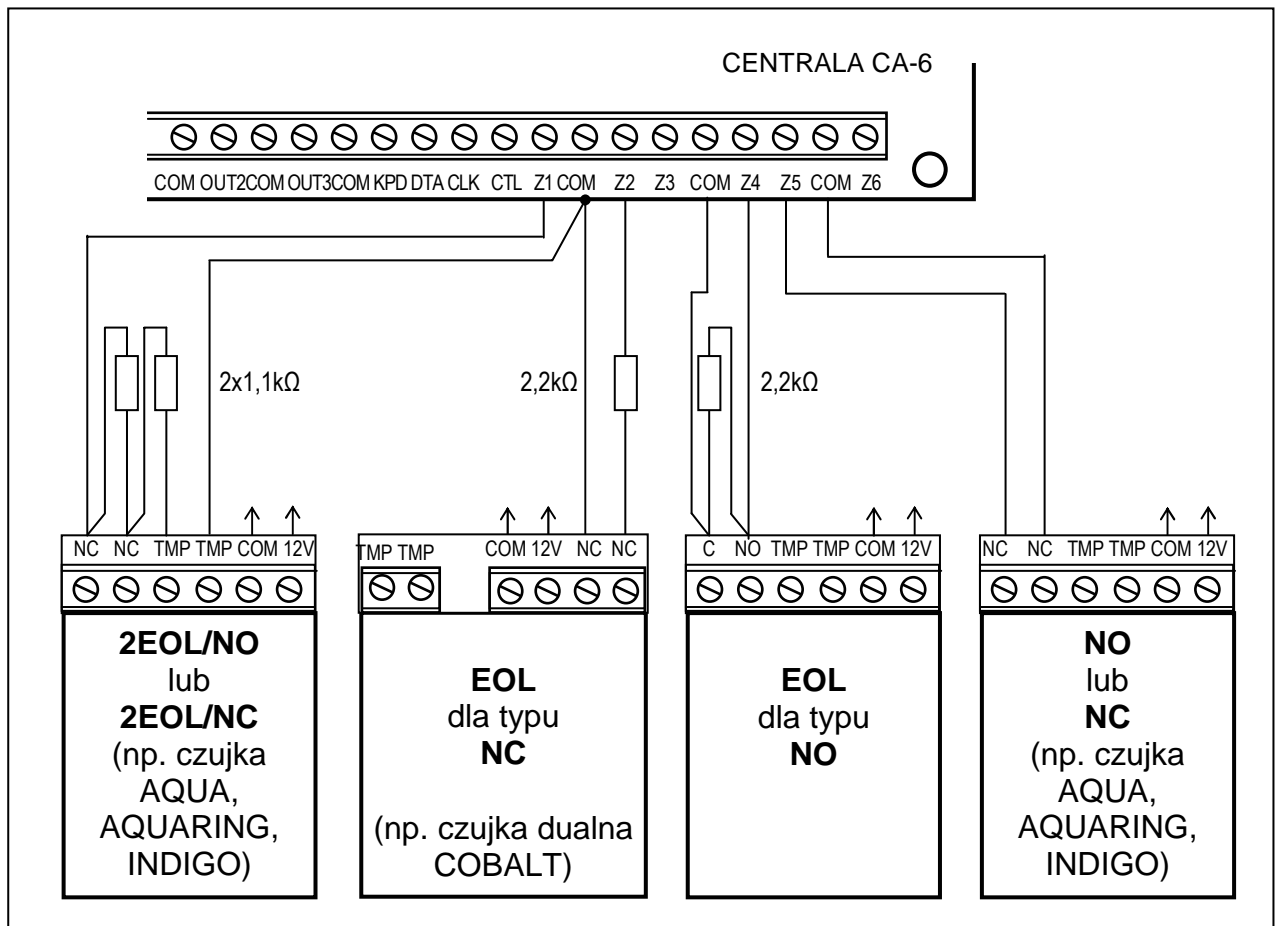 CENTRALA CA-6
COM OUT2COM OUT3COM KPD DTA CLK CTL Z1 COM Z2 Z3 COM Z4 Z5 COM Z6
2x1,1kΩ 2,2kΩ 2,2kΩ
NC NC TMP TMP COM 12V
TMP TMP COM 12V NC NC
C NO TMP TMP COM 12V
NC NC TMP TMP COM 12V
2EOL/NO
lub
2EOL/NC
(np. czujka
AQUA,
AQUARING,
INDIGO)
EOL
dla typu
NC
(np. czujka dualna
COBALT)
EOL
dla typu
NO
NO
lub
NC
(np. czujka
AQUA,
AQUARING,
INDIGO)